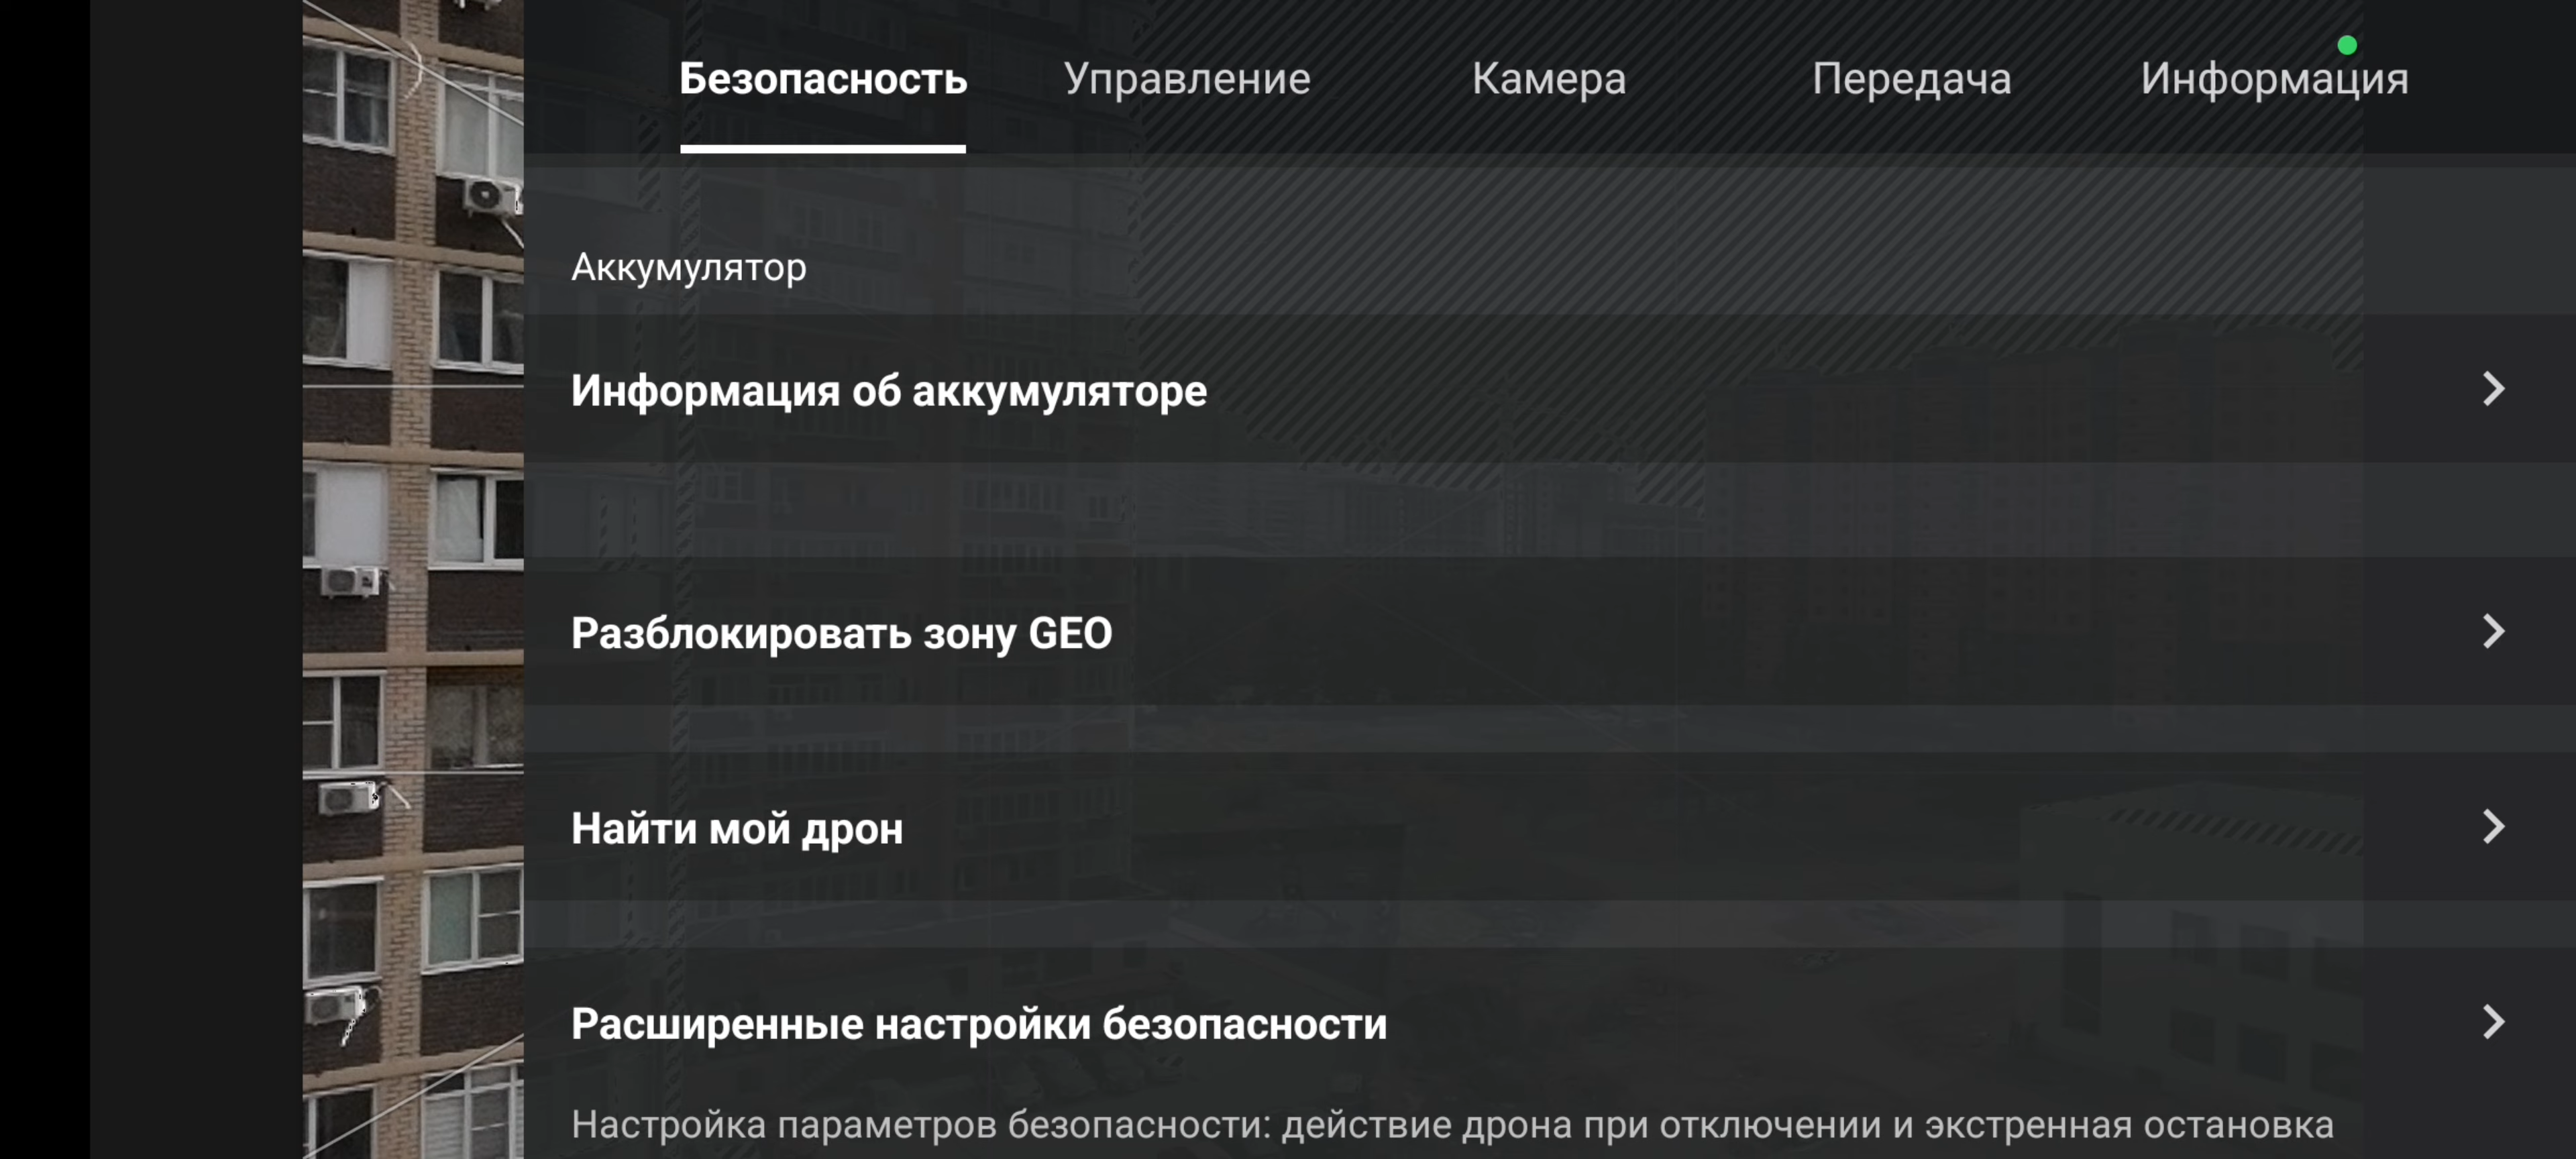 Безопасность Управление Камера Передача Информация
Аккумулятор
Информация об аккумуляторе
Разблокировать зону GEO
Найти мой дрон
Расширенные настройки безопасности
Настройка параметров безопасности: действие дрона при отключении и экстренная остановка